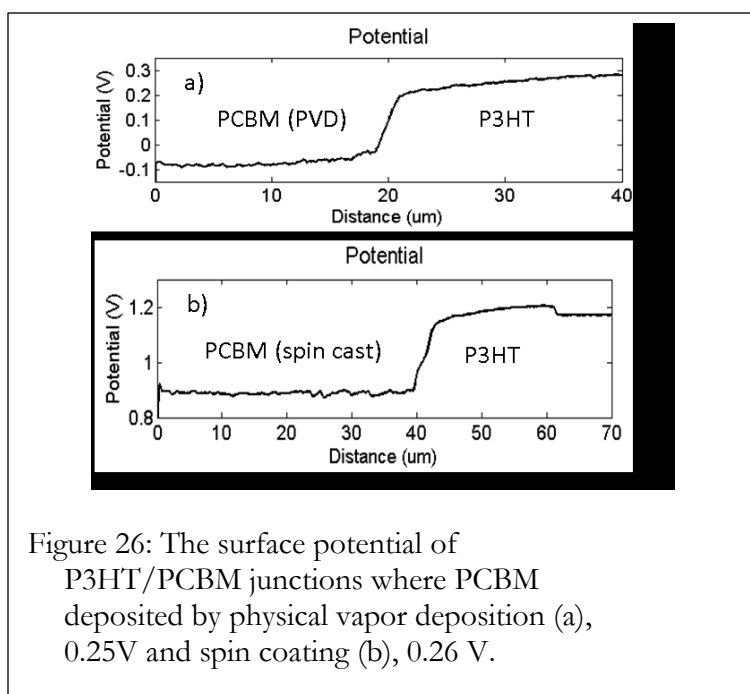 Potential
a)
PCBM (PVD)
P3HT
Potential (V)
0.3
0.2
0.1
0
-0.1
0
10
20
30
40
Distance (um)
Potential
b)
PCBM (spin cast)
P3HT
Potential (V)
1.2
1
0.8
0
10
20
30
40
50
60
70
Distance (um)
Figure 26: The surface potential of
P3HT/PCBM junctions where PCBM
deposited by physical vapor deposition (a),
0.25V and spin coating (b), 0.26 V.